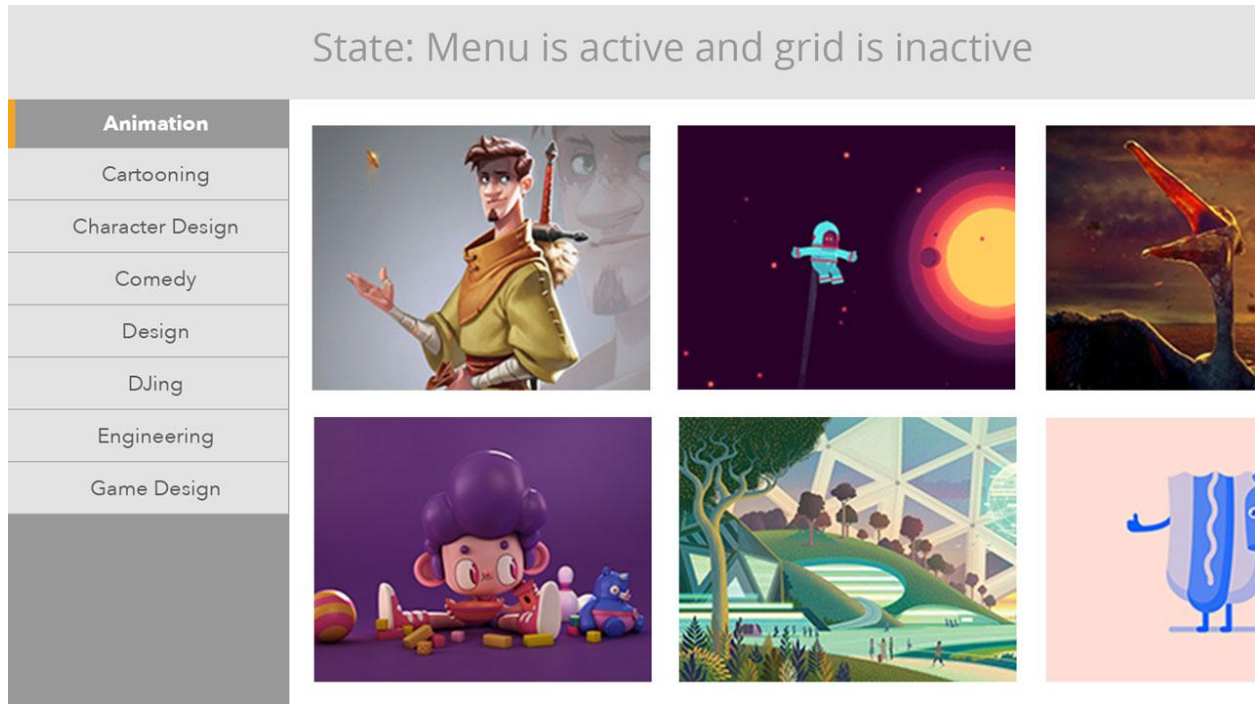 State: Menu is active and grid is inactive
Animation
Cartooning
Character Design
Comedy
Design
DJing
Engineering
Game Design